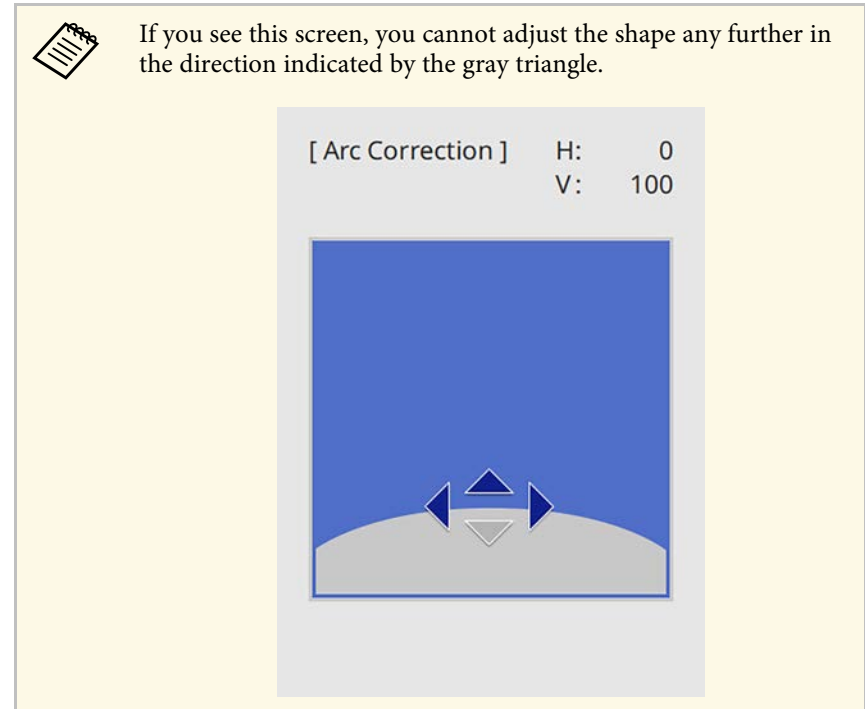 If you see this screen, you cannot adjust the shape any further in
the direction indicated by the gray triangle.
[ Arc Correction ] H: 0
V: 100